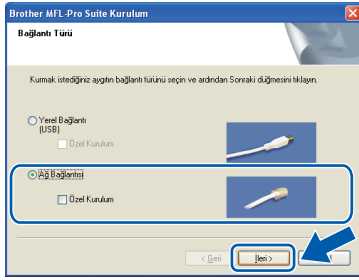 Brother MFL-Pro Suite Kurulum
Bağlantı Türü
Kurmak istediğiniz aygıtın bağlantı türünü seçin ve ardından Sonraki düğmesini tıklayın.
Yerel Bağlantı
(USB)
Özel Kurulum
Ağ Bağlantısı
Özel Kurulum
< Geri
İleri >